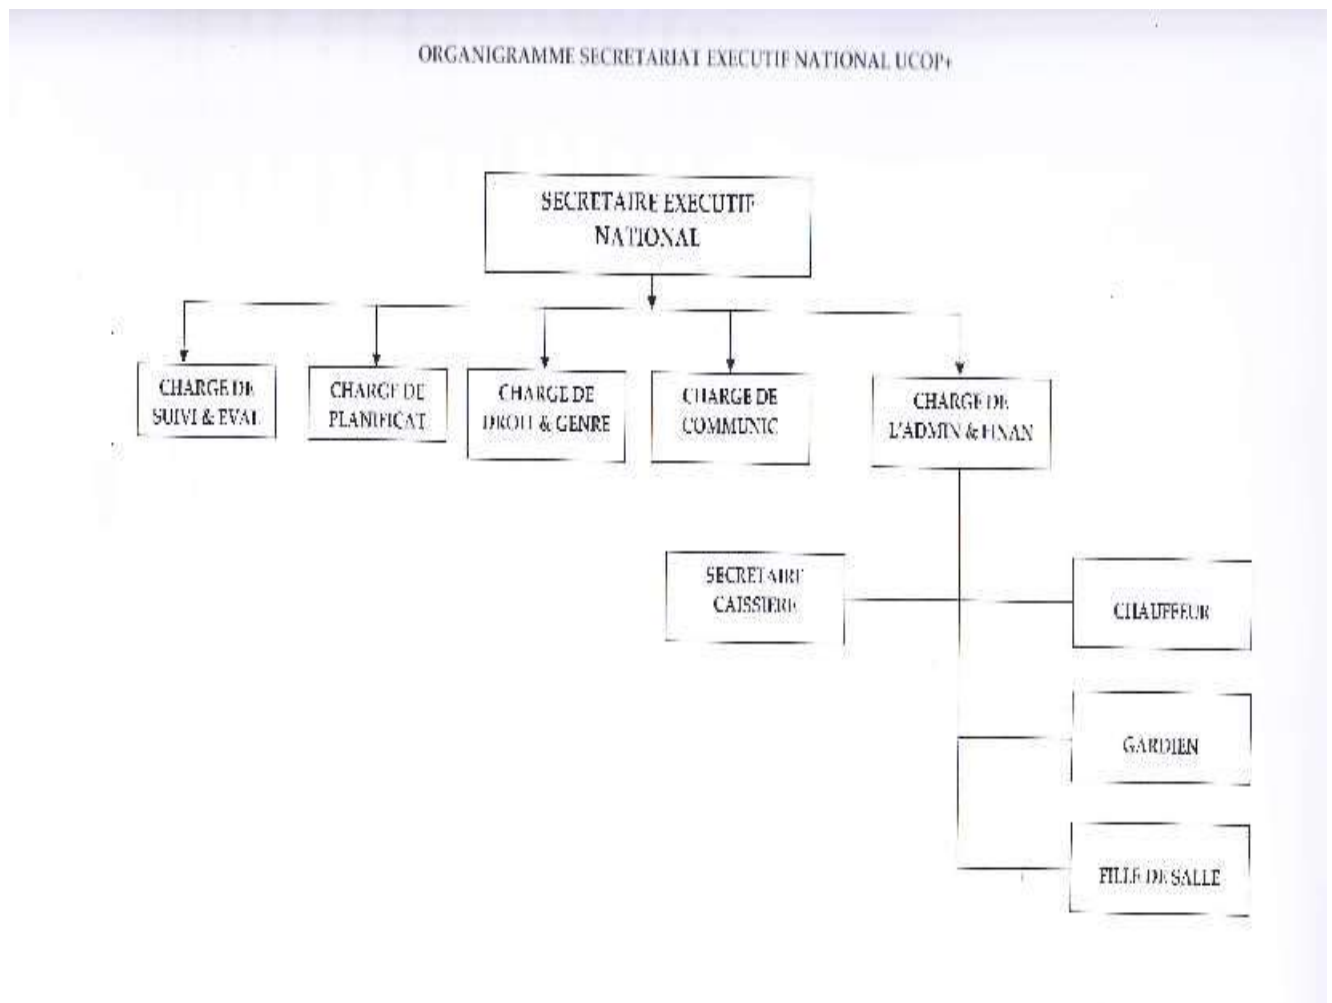 ORGANIGRAMME SECRETARIAT EXECUTIF NATIONAL UCOP+
SECRETAIRE EXECUTIF
NATIONAL
CHARGE DE
SUIVI & EVAL
CHARGE DE
PLANIFICAT
CHARGE DE
DROIT & GENRE
CHARGE DE
COMMUNIC
CHARGE DE
L'ADMIN & FINAN
SECRETAIRE
CAISSIERE
CHAUFFEUR
GARDIEN
FILLE DE SALLE